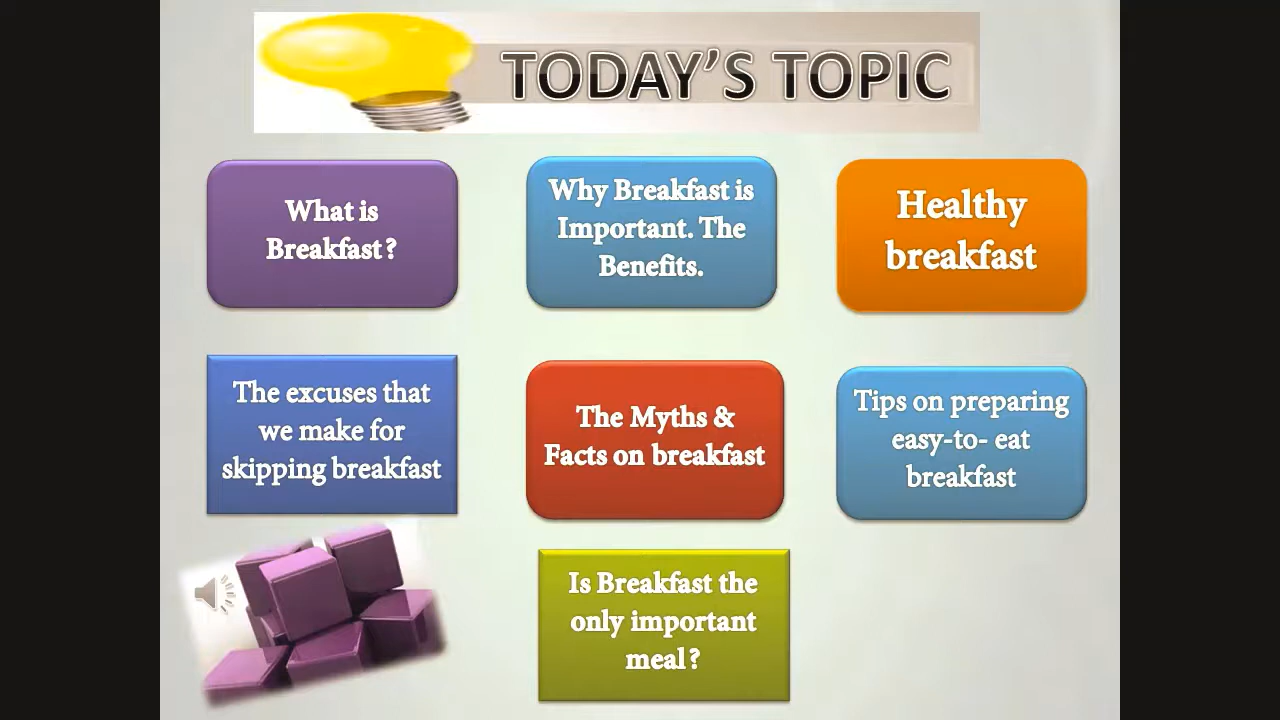 TODAY'S TOPIC
What is
Breakfast?
Why Breakfast is
Important. The
Benefits.
Healthy
breakfast
The excuses that
we make for
skipping breakfast
The Myths &
Facts on breakfast
Tips on preparing
easy-to- eat
breakfast
Is Breakfast the
only important
meal?